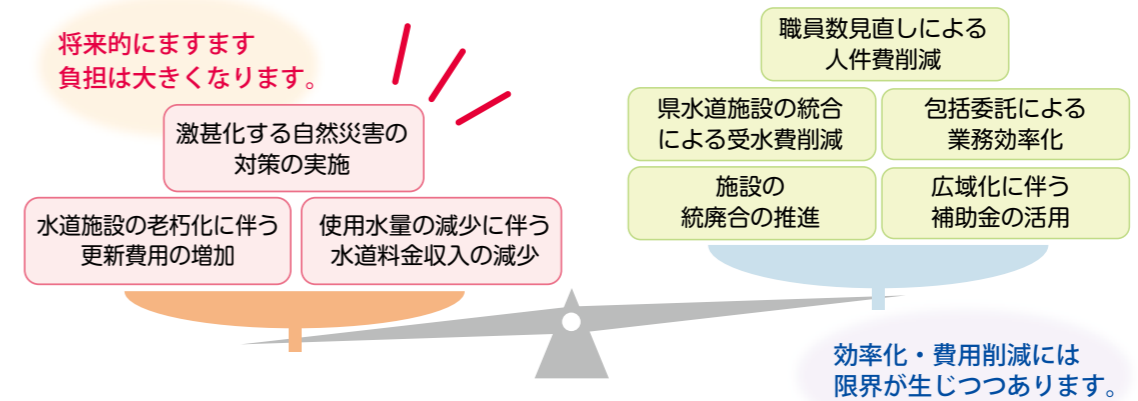 将来的にますます
負担は大きくなります。
激甚化する自然災害の
対策の実施
水道施設の老朽化に伴う
更新費用の増加
使用水量の減少に伴う
水道料金収入の減少
職員数見直しによる
人件費削減
県水道施設の統合
による受水費削減
包括委託による
業務効率化
施設の
統廃合の推進
広域化に伴う
補助金の活用
効率化・費用削減には
限界が生じつつあります。